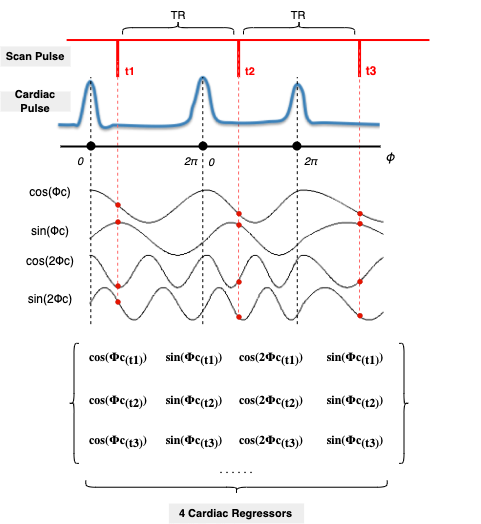 TR TR
Scan Pulse
t1 t2 t3
Cardiac
Pulse
0 2π 0 2π ϕ
cos(Φc)
sin(Φc)
cos(2Φc)
sin(2Φc)
cos(Φc(t1)) sin(Φc(t1)) cos(2Φc(t1)) sin(Φc(t1))
cos(Φc(t2)) sin(Φc(t2)) cos(2Φc(t2)) sin(Φc(t2))
cos(Φc(t3)) sin(Φc(t3)) cos(2Φc(t3)) sin(Φc(t3))
......
4 Cardiac Regressors